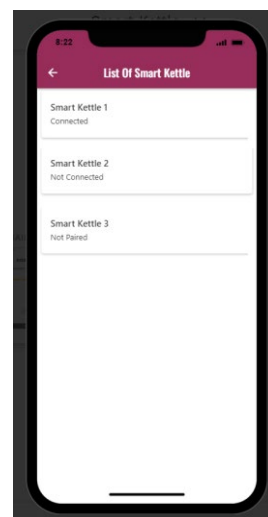 8:22
List Of Smart Kettle
Smart Kettle 1
Connected
Smart Kettle 2
Not Connected
Smart Kettle 3
Not Paired